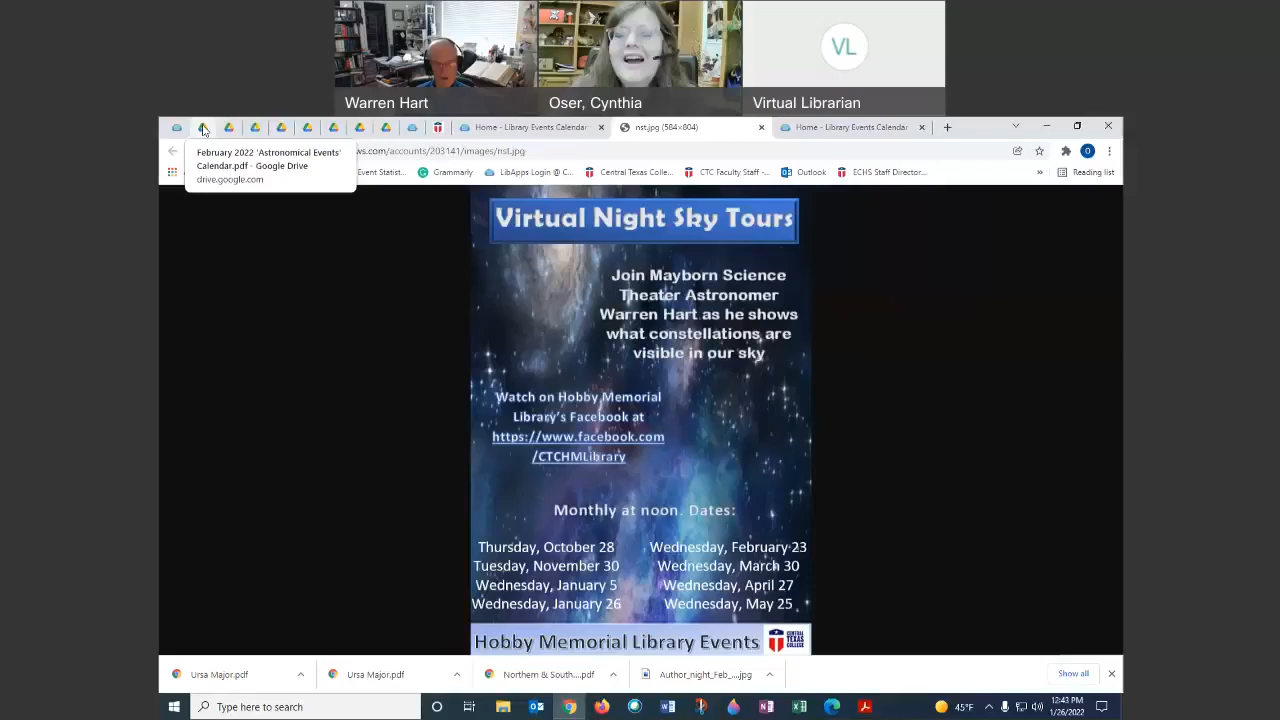 VL
Warren Hart
Oser, Cynthia
Virtual Librarian
Home - Library Events Calendar
nst.jpg (584×804)
Home - Library Events Calendar
February 2022 'Astronomical Events' Calendar.pdf - Google Drive
drive.google.com
ws.com/accounts/203141/images/nst.jpg
Event Statist...
Grammarly
LibApps Login @ C...
Central Texas Colle...
CTC Faculty Staff -...
Outlook
ECHS Staff Director...
Reading list
Virtual Night Sky Tours
Join Mayborn Science
Theater Astronomer
Warren Hart as he shows
what constellations are
visible in our sky
Watch on Hobby Memorial
Library's Facebook at
https://www.facebook.com
/CTCHMLibrary
Monthly at noon. Dates:
Thursday, October 28
Tuesday, November 30
Wednesday, January 5
Wednesday, January 26
Wednesday, February 23
Wednesday, March 30
Wednesday, April 27
Wednesday, May 25
Hobby Memorial Library Events
CENTRAL
TEXAS
COLLEGE
Ursa Major.pdf
Ursa Major.pdf
Northern & South....pdf
Author_night_Feb_....jpg
Show all
Type here to search
45°F
12:43 PM
1/26/2022